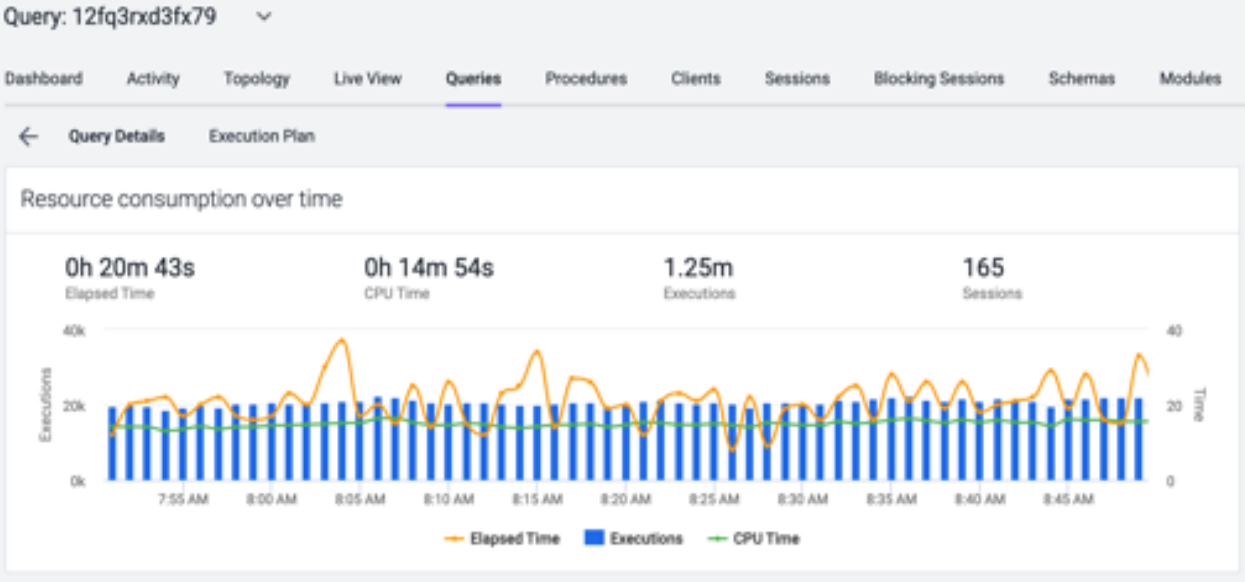 Query: 12fq3rxd3fx79
Dashboard Activity Topology Live View Queries Procedures Clients Sessions Blocking Sessions Schemas Modules
Query Details Execution Plan
Resource consumption over time
0h 20m 43s 0h 14m 54s 1.25m 165
Elapsed Time CPU Time Executions Sessions
40k 40
Executions
20k 20
Time
0k 0
7:55 AM 8:00 AM 8:05 AM 8:10 AM 8:15 AM 8:20 AM 8:25 AM 8:30 AM 8:35 AM 8:40 AM 8:45 AM
Elapsed Time Executions CPU Time